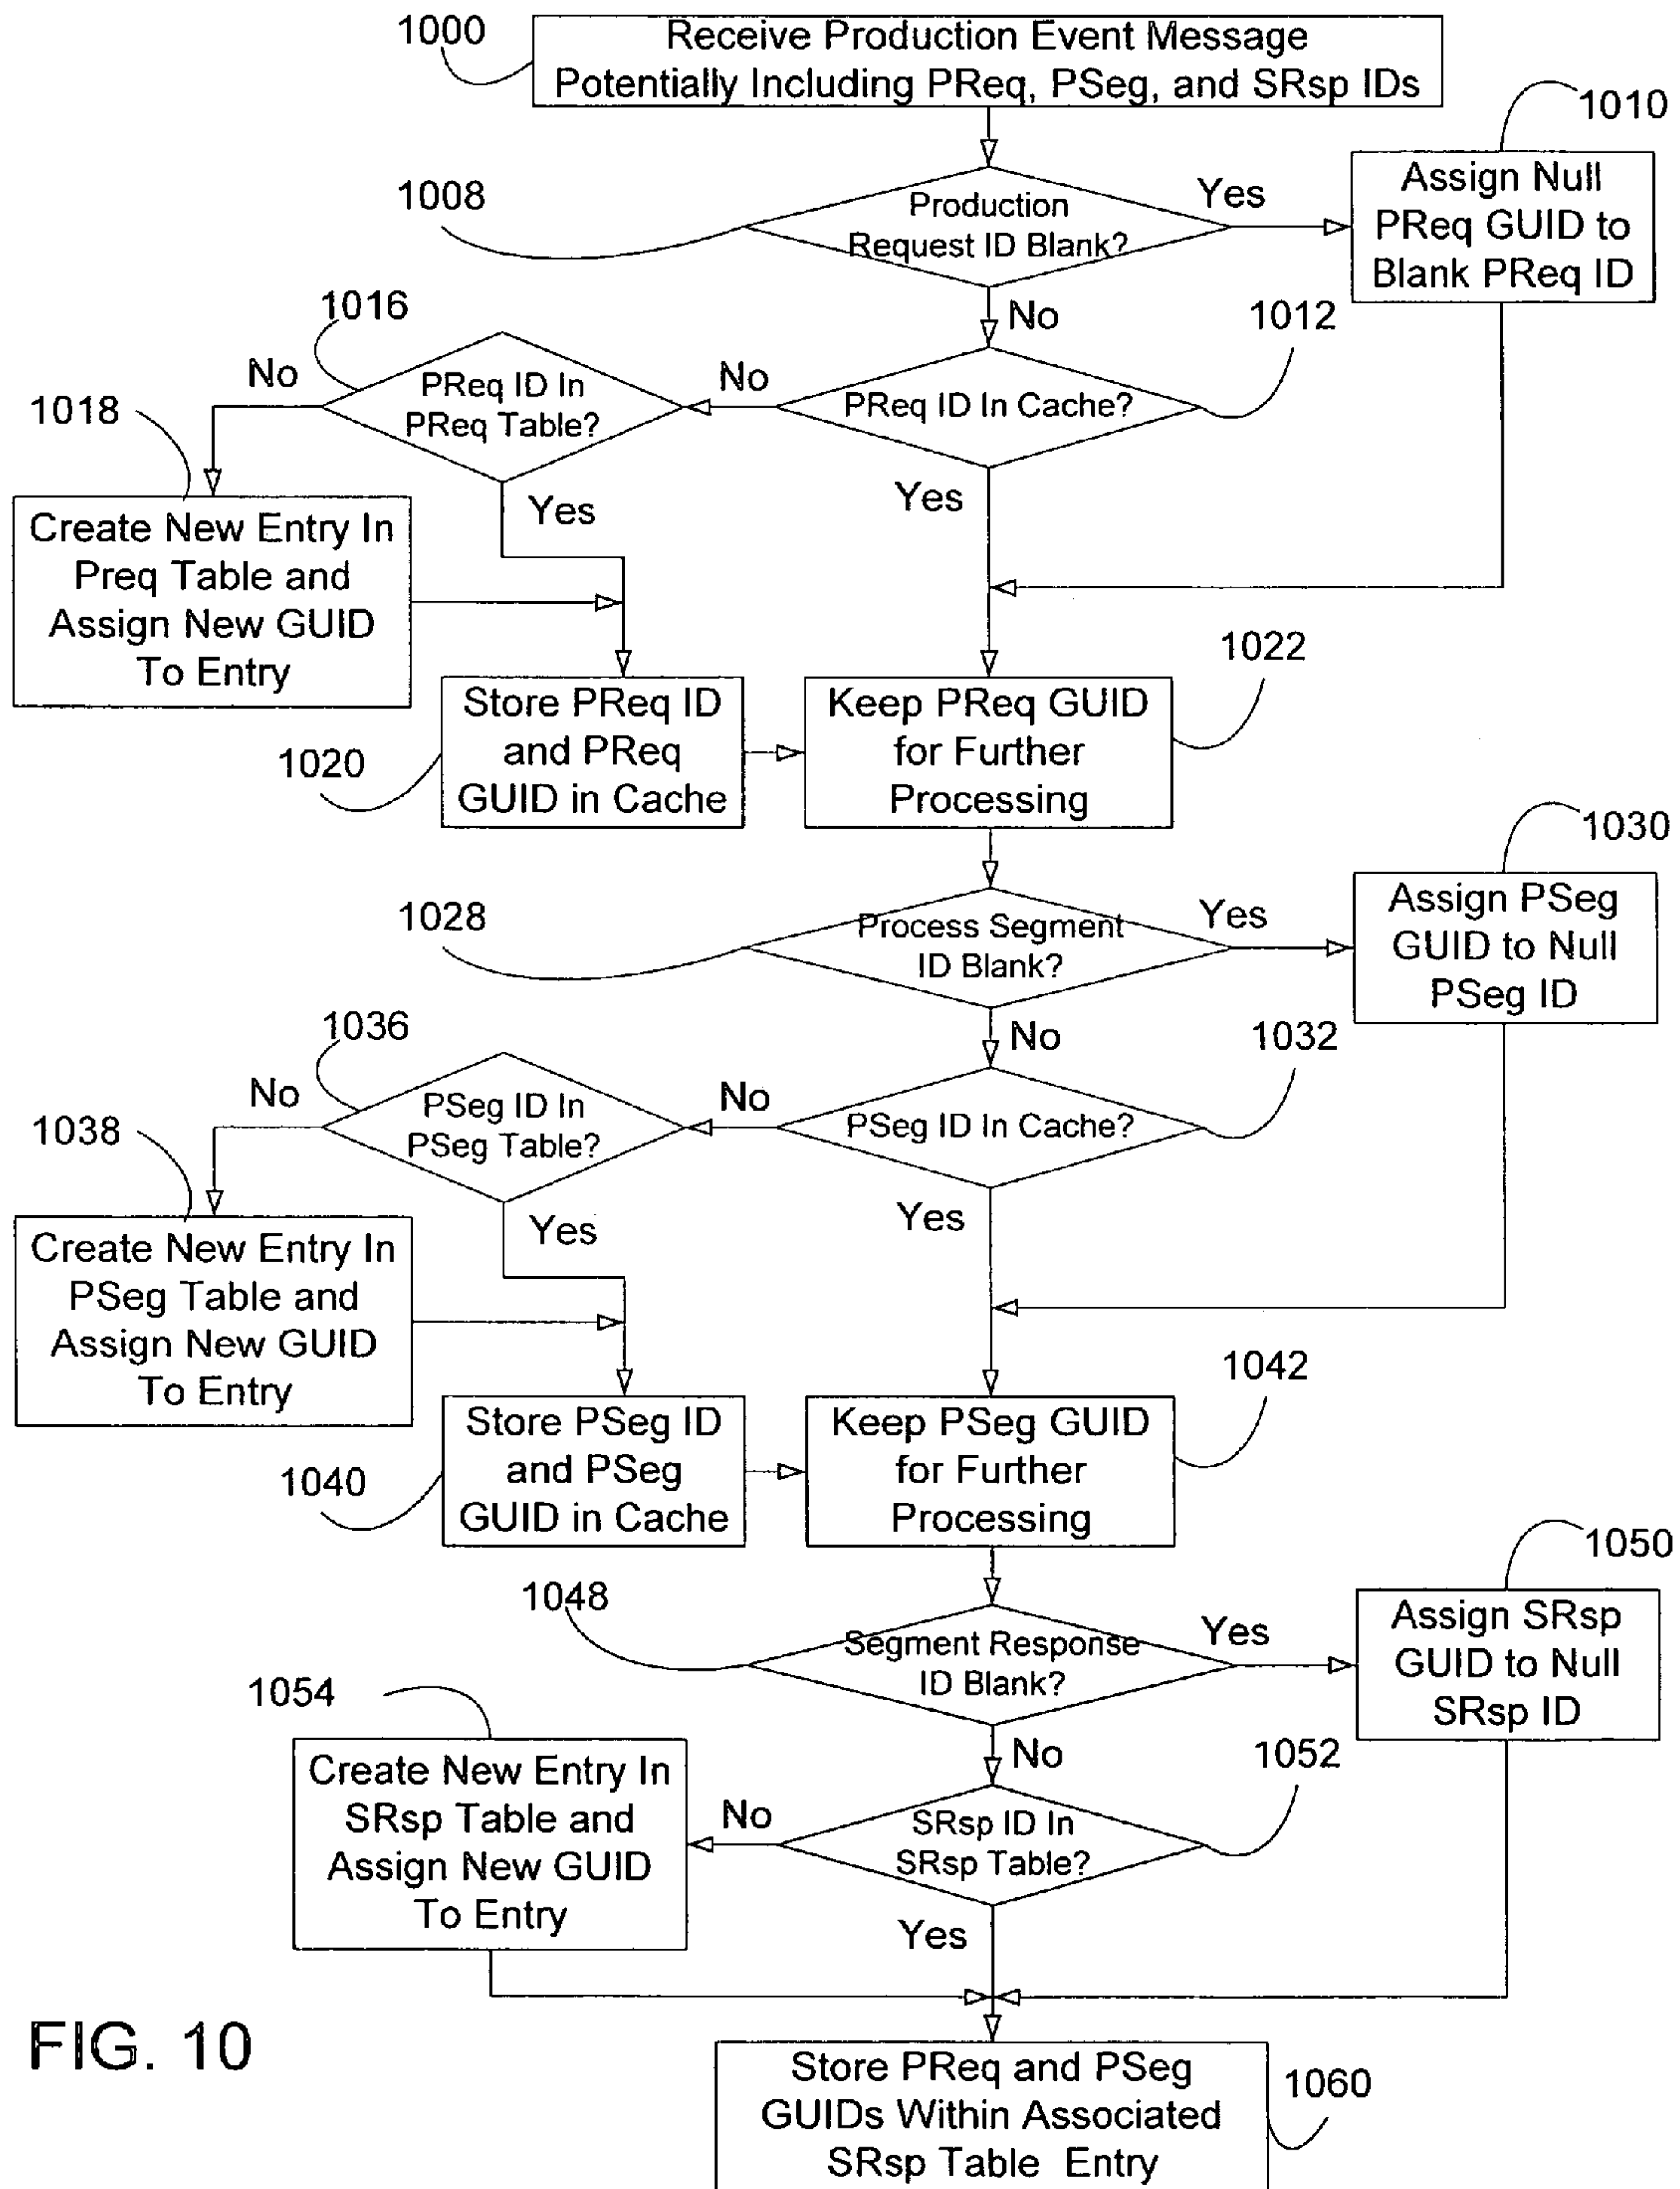 1000
Receive Production Event Message
Potentially Including PReq, PSeg, and SRsp IDs
1010
Assign Null
PReq GUID to
Blank PReq ID
1008
Production
Request ID Blank?
Yes
No
1016
1012
PReq ID In
PReq Table?
No
No
PReq ID In Cache?
1018
Yes
Yes
Create New Entry In
Preq Table and
Assign New GUID
To Entry
1022
Store PReq ID
and PReq
GUID in Cache
Keep PReq GUID
for Further
Processing
1020
1030
Assign PSeg
GUID to Null
PSeg ID
1028
Process Segment
ID Blank?
Yes
No
1036
1032
No
PSeg ID In
PSeg Table?
No
PSeg ID In Cache?
1038
Yes
Yes
Create New Entry In
PSeg Table and
Assign New GUID
To Entry
1042
Store PSeg ID
and PSeg
GUID in Cache
Keep PSeg GUID
for Further
Processing
1040
1050
1048
Segment Response
ID Blank?
Yes
Assign SRsp
GUID to Null
SRsp ID
1054
No
1052
Create New Entry In
SRsp Table and
Assign New GUID
To Entry
No
SRsp ID In
SRsp Table?
Yes
FIG. 10
Store PReq and PSeg
GUIDs Within Associated
SRsp Table Entry
1060